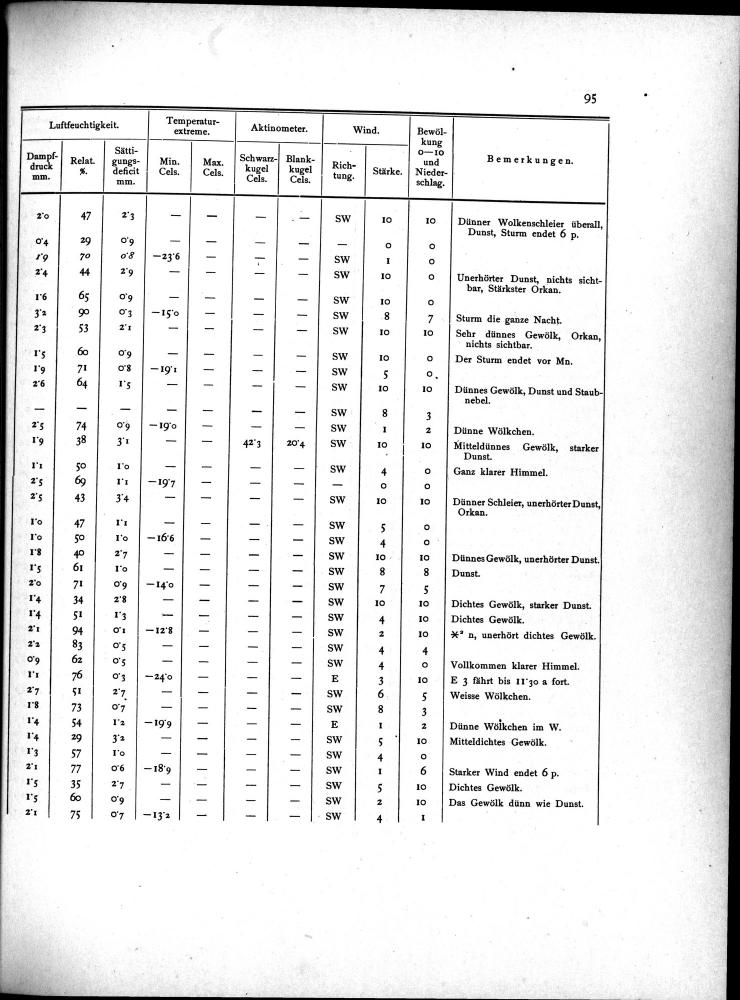 95
Luftfeuchtigkeit. Temperatur-extreme. Aktinometer. Wind. Bewöl-kung 0—10 und Nieder-schlag. Bemerkungen.
Dampf-druck mm. Relat. %. Sätti-gungs-deficit mm. Min. Cels. Max. Cels. Schwarz-kugel Cels. Blank-kugel Cels. Rich-tung. Stärke.
2·0 47 2·3 — — — — SW 10 10 Dünner Wolkenschleier überall,
Dunst, Sturm endet 6 p.
0·4 29 0·9 — — — — — 0 0
1·9 70 0·8 —23·6 — — — SW 1 0
2·4 44 2·9 — — — — SW 10 0 Unerhörter Dunst, nichts sicht-
bar, Stärkster Orkan.
1·6 65 0·9 — — — — SW 10 0
3·2 90 0·3 —15·0 — — — SW 8 7 Sturm die ganze Nacht.
2·3 53 2·1 — — — — SW 10 10 Sehr dünnes Gewölk, Orkan,
nichts sichtbar.
1·5 60 0·9 — — — — SW 10 0 Der Sturm endet vor Mn.
1·9 71 0·8 —19·1 — — — SW 5 0
2·6 64 1·5 — — — — SW 10 10 Dünnes Gewölk, Dunst und Staub-
nebel.
— — — — — — — SW 8 3
2·5 74 0·9 —19·0 — — — SW 1 2 Dünne Wölkchen.
1·9 38 3·1 — — 42·3 20·4 SW 10 10 Mitteldünnes Gewölk, starker
Dunst.
1·1 50 1·0 — — — — SW 4 0 Ganz klarer Himmel.
2·5 69 1·1 —19·7 — — — — 0 0
2·5 43 3·4 — — — — SW 10 10 Dünner Schleier, unerhörter Dunst,
Orkan.
1·0 47 1·1 — — — — SW 5 0
1·0 50 1·0 —16·6 — — — SW 4 0
1·8 40 2·7 — — — — SW 10 10 Dünnes Gewölk, unerhörter Dunst.
1·5 61 1·0 — — — — SW 8 8 Dunst.
2·0 71 0·9 —14·0 — — — SW 7 5
1·4 34 2·8 — — — — SW 10 10 Dichtes Gewölk, starker Dunst.
1·4 51 1·3 — — — — SW 4 10 Dichtes Gewölk.
2·1 94 0·1 —12·8 — — — SW 2 10 ✶² n, unerhört dichtes Gewölk.
2·2 83 0·5 — — — — SW 4 4
0·9 62 0·5 — — — — SW 4 0 Vollkommen klarer Himmel.
1·1 76 0·3 —24·0 — — — E 3 10 E 3 fährt bis 11·30 a fort.
2·7 51 2·7 — — — — SW 6 5 Weisse Wölkchen.
1·8 73 0·7 — — — — SW 8 3
1·4 54 1·2 —19·9 — — — E 1 2 Dünne Wölkchen im W.
1·4 29 3·2 — — — — SW 5 10 Mitteldichtes Gewölk.
1·3 57 1·0 — — — — SW 4 0
2·1 77 0·6 —18·9 — — — SW 1 6 Starker Wind endet 6 p.
1·5 35 2·7 — — — — SW 5 10 Dichtes Gewölk.
1·5 60 0·9 — — — — SW 2 10 Das Gewölk dünn wie Dunst.
2·1 75 0·7 —13·2 — — — SW 4 1